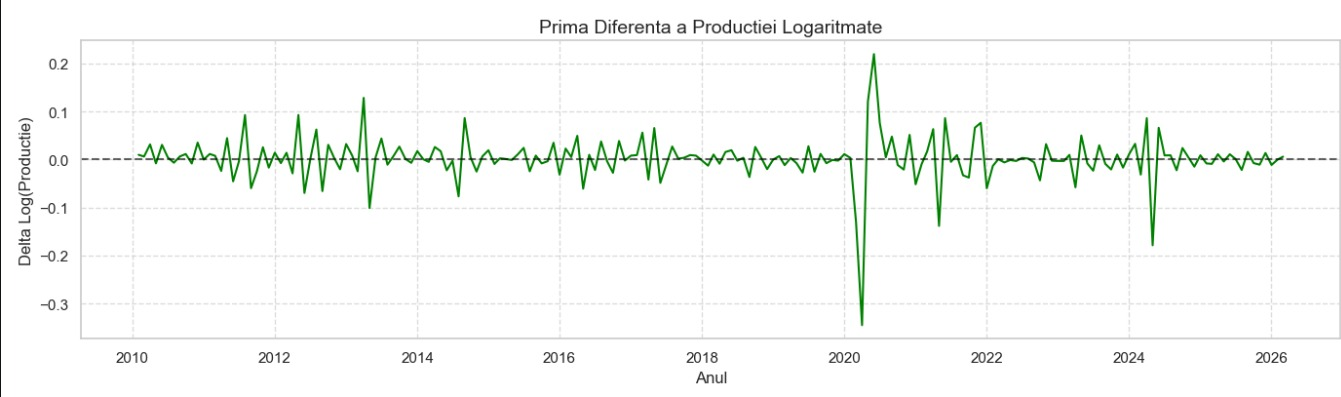 Prima Diferenta a Productiei Logaritmate
Delta Log(Productie)
0.2
0.1
0.0
−0.1
−0.2
−0.3
2010 2012 2014 2016 2018 2020 2022 2024 2026
Anul